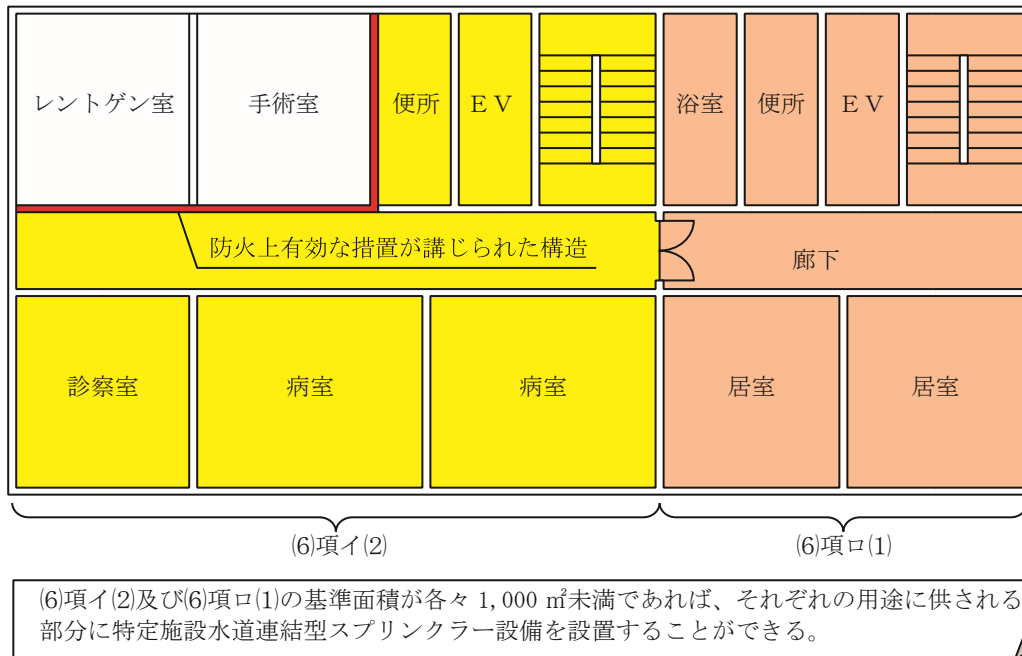 レントゲン室
手術室
便所
EV
浴室
便所
EV
防火上有効な措置が講じられた構造
廊下
診察室
病室
病室
居室
居室
⑹項イ⑵
⑹項ロ⑴
⑹項イ⑵及び⑹項ロ⑴の基準面積が各々 1,000 ㎡未満であれば、それぞれの用途に供される
部分に特定施設水道連結型スプリンクラー設備を設置することができる。